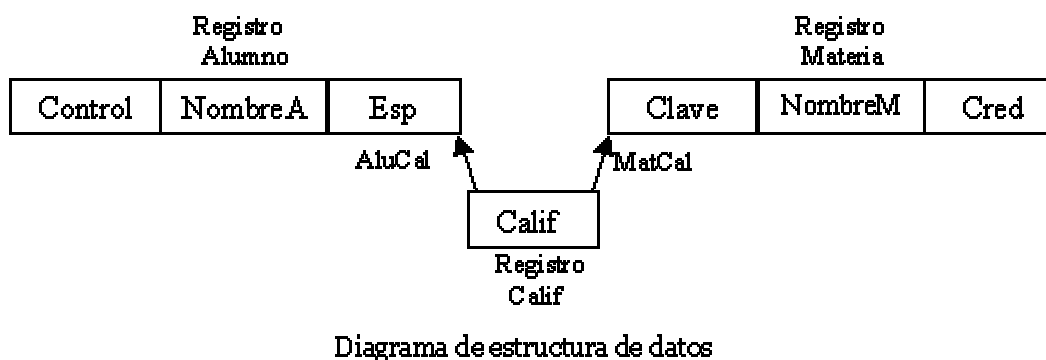 Registro
Alumno
Registro
Materia
Control NombreA Esp
Clave NombreM Cred
AluCal
MatCal
Calif
Registro
Calif
Diagrama de estructura de datos